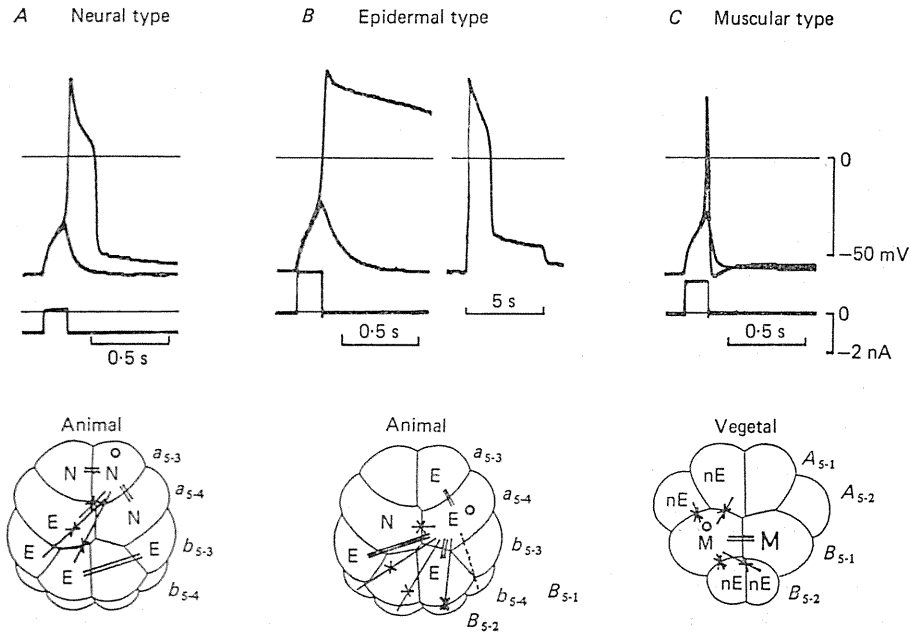 A Neural type
B Epidermal type
C Muscular type
0
−50 mV
0
−2 nA
0·5 s
0·5 s
5 s
0·5 s
Animal
N N
N
E
E E
E
a5-3
a5-4
b5-3
b5-4
Animal
E
N E
E
E
a5-3
a5-4
b5-3
b5-4
B5-1
B5-2
Vegetal
nE
nE
M M
nE nE
A5-1
A5-2
B5-1
B5-2